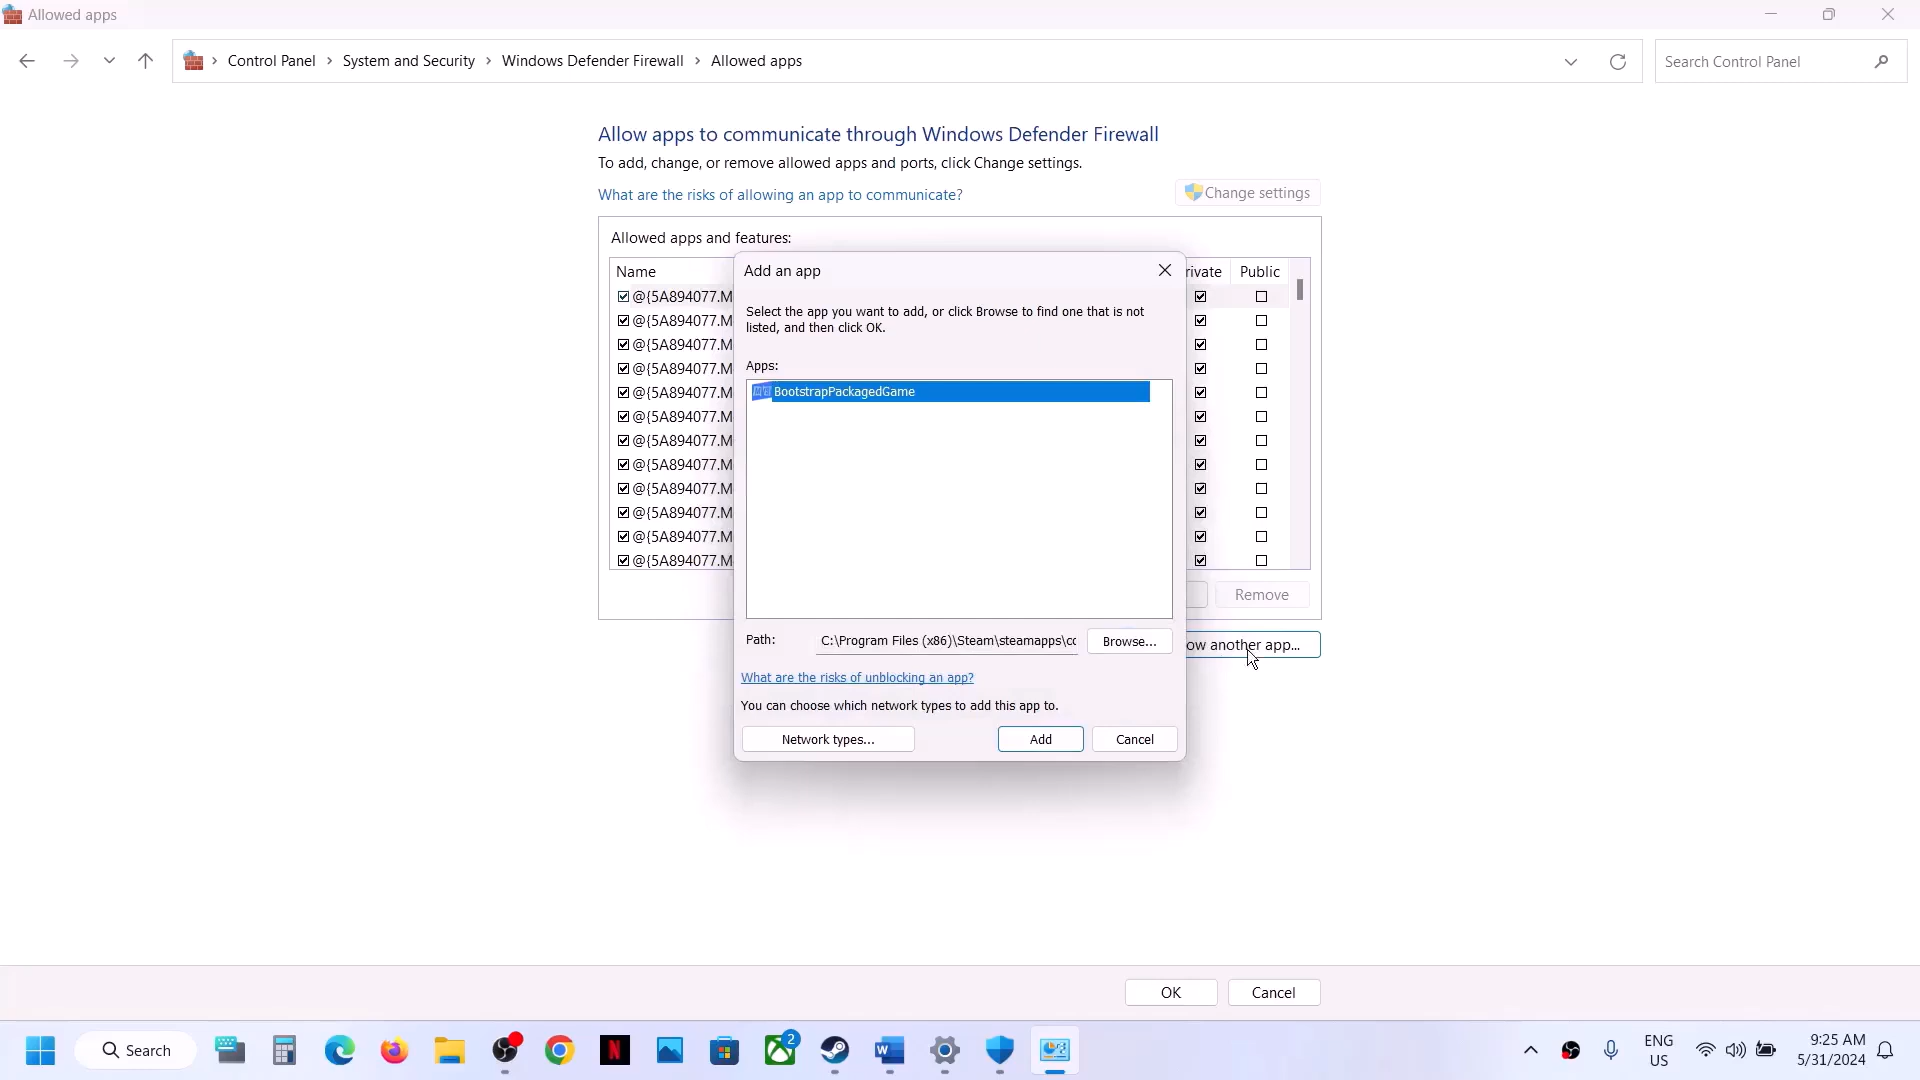 Allowed apps
Control Panel > System and Security > Windows Defender Firewall > Allowed apps
Search Control Panel
Allow apps to communicate through Windows Defender Firewall
To add, change, or remove allowed apps and ports, click Change settings.
What are the risks of allowing an app to communicate?
Change settings
Allowed apps and features:
Name
rivate
Public
@{5A894077.M
@{5A894077.M
@{5A894077.M
@{5A894077.M
@{5A894077.M
@{5A894077.M
@{5A894077.M
@{5A894077.M
@{5A894077.M
@{5A894077.M
@{5A894077.M
@{5A894077.M
Remove
ow another app...
Add an app
Select the app you want to add, or click Browse to find one that is not
listed, and then click OK.
Apps:
BootstrapPackagedGame
Path:
C:\Program Files (x86)\Steam\steamapps\cc
Browse...
What are the risks of unblocking an app?
You can choose which network types to add this app to.
Network types...
Add
Cancel
OK
Cancel
Search
2
ENG
US
9:25 AM
5/31/2024